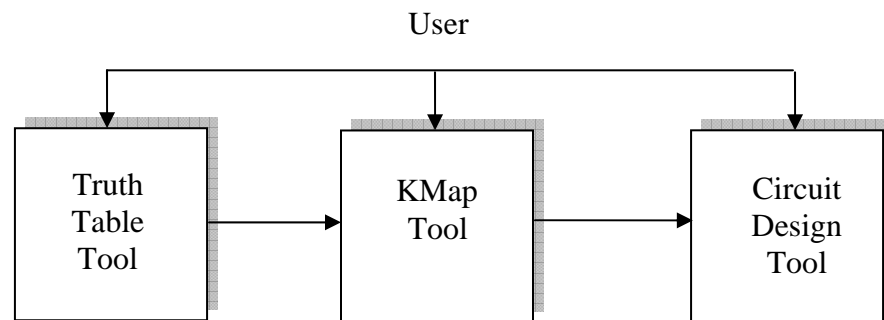 User
Truth
Table
Tool
KMap
Tool
Circuit
Design
Tool